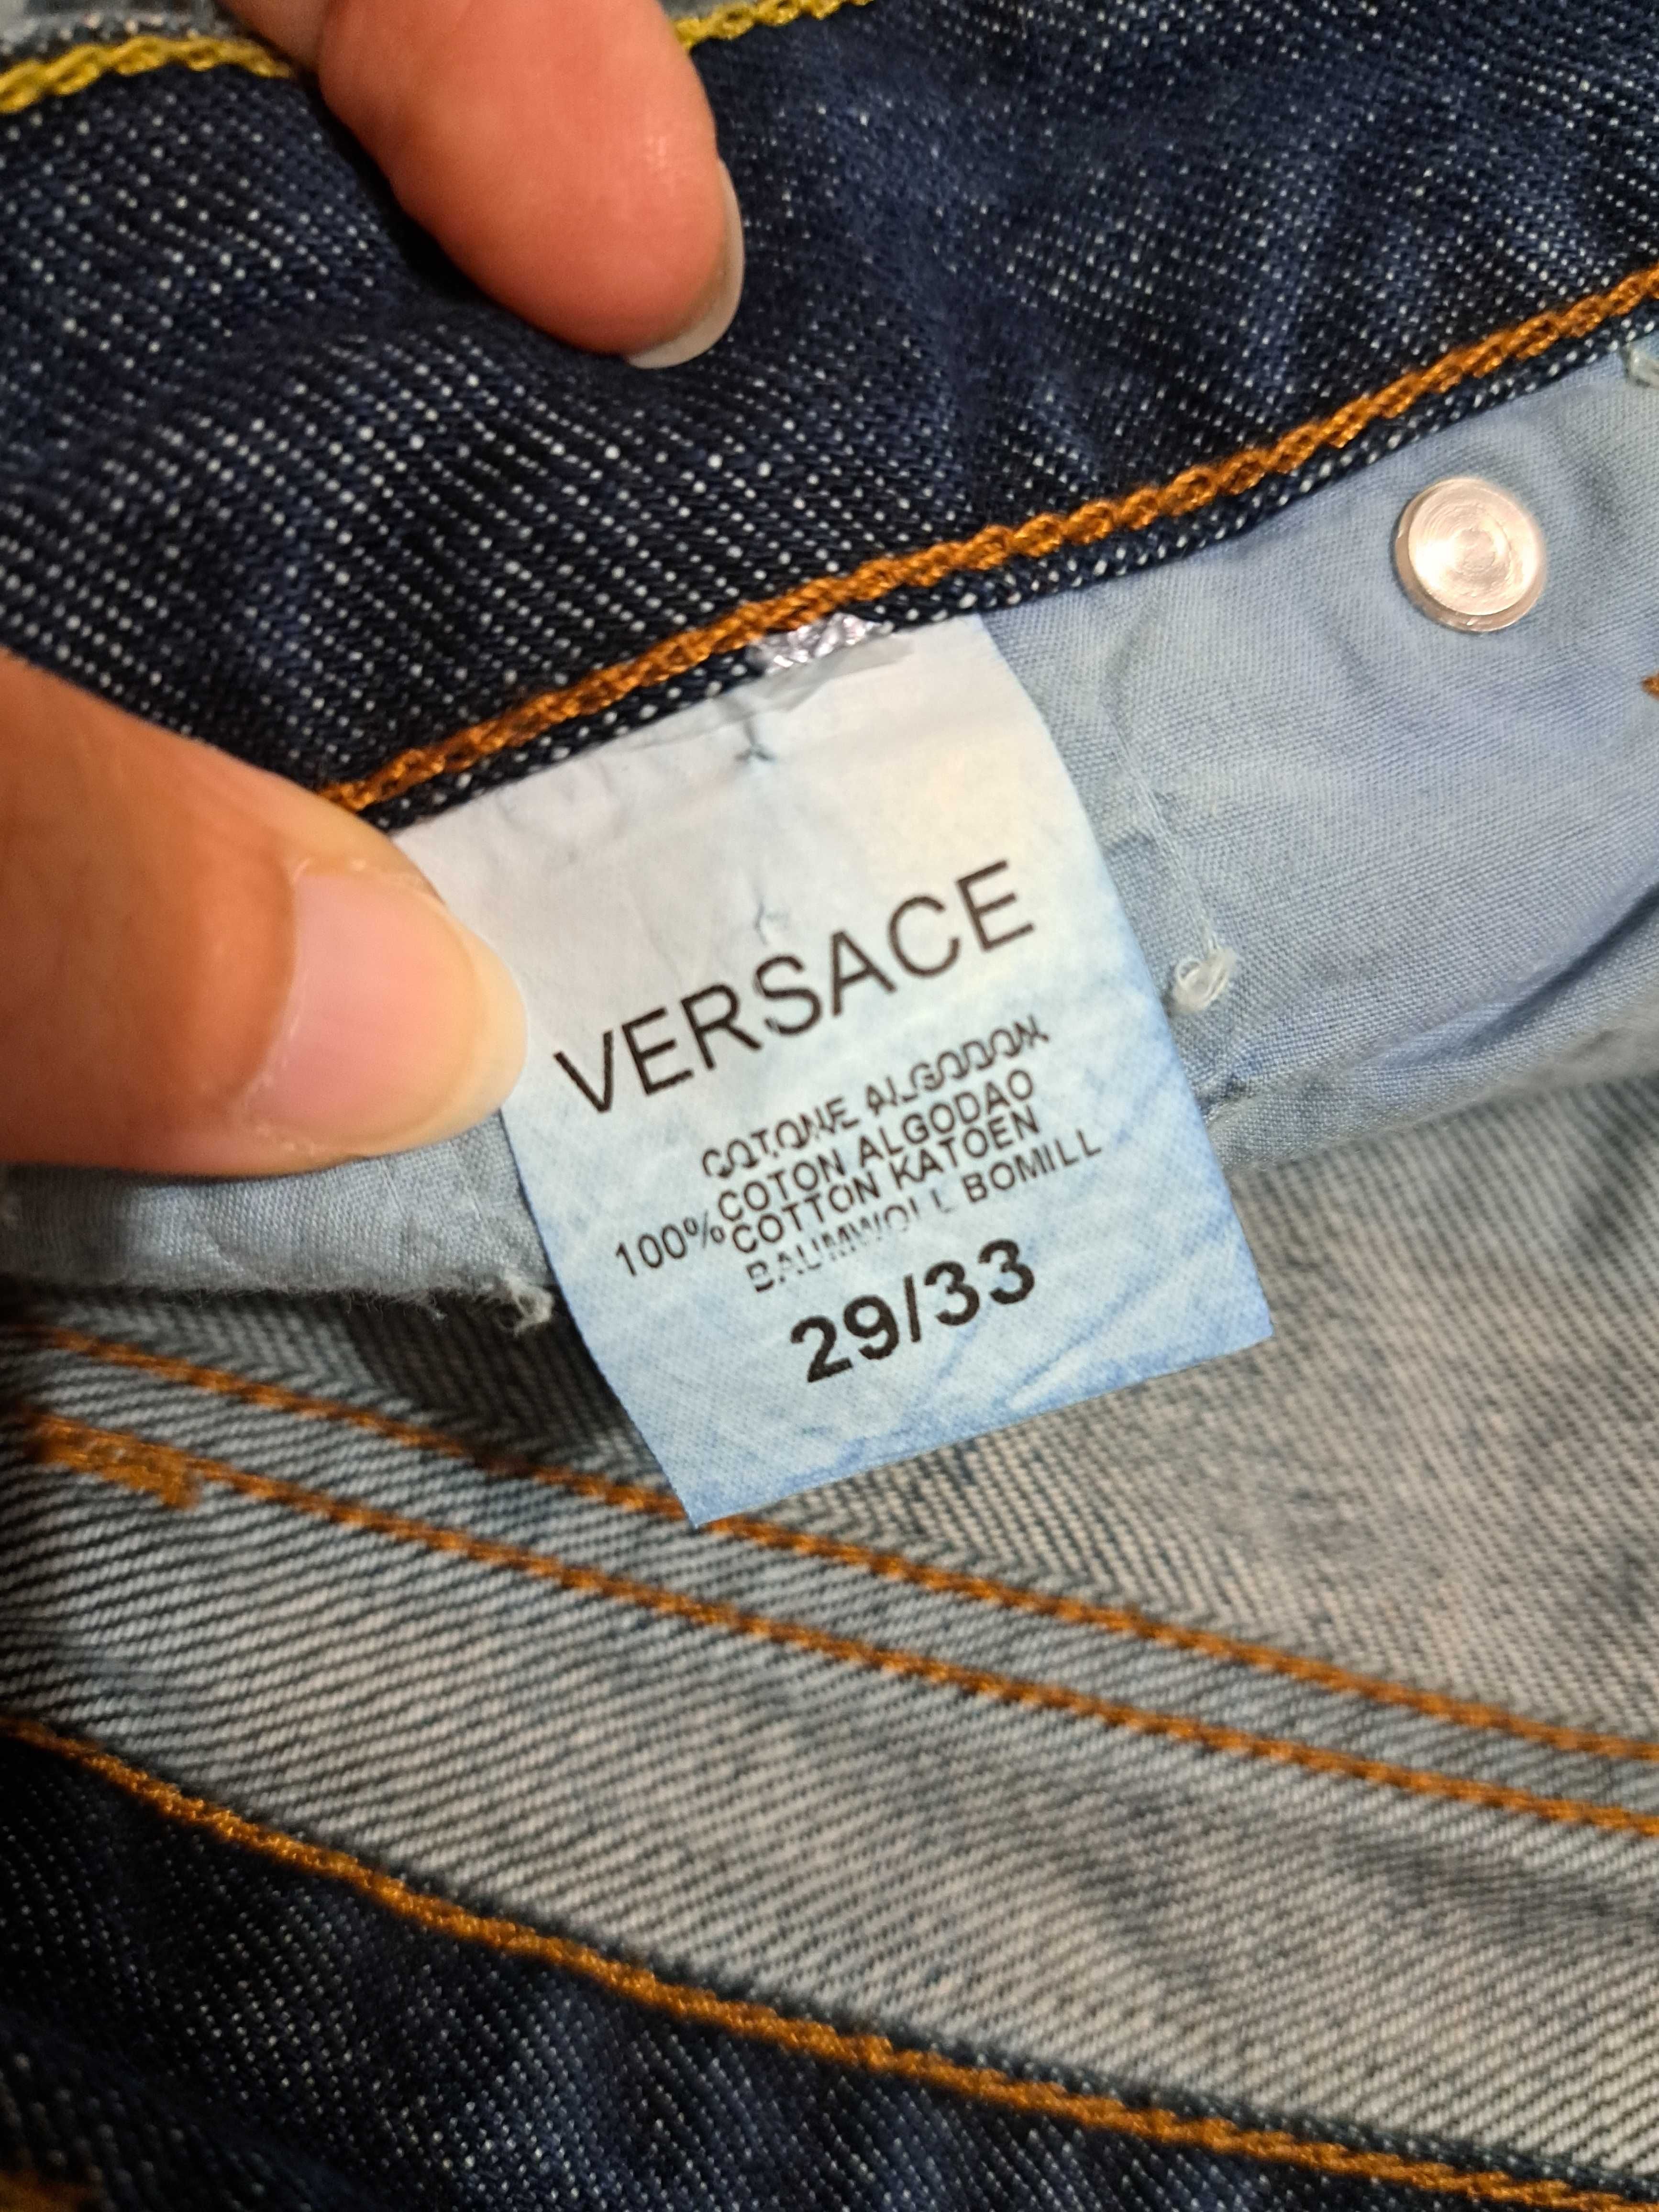 VERSACE
COTONE ALGODON
COTON ALGODAO
100% COTTON KATOEN
BAUMWOLL BOMILL
29/33